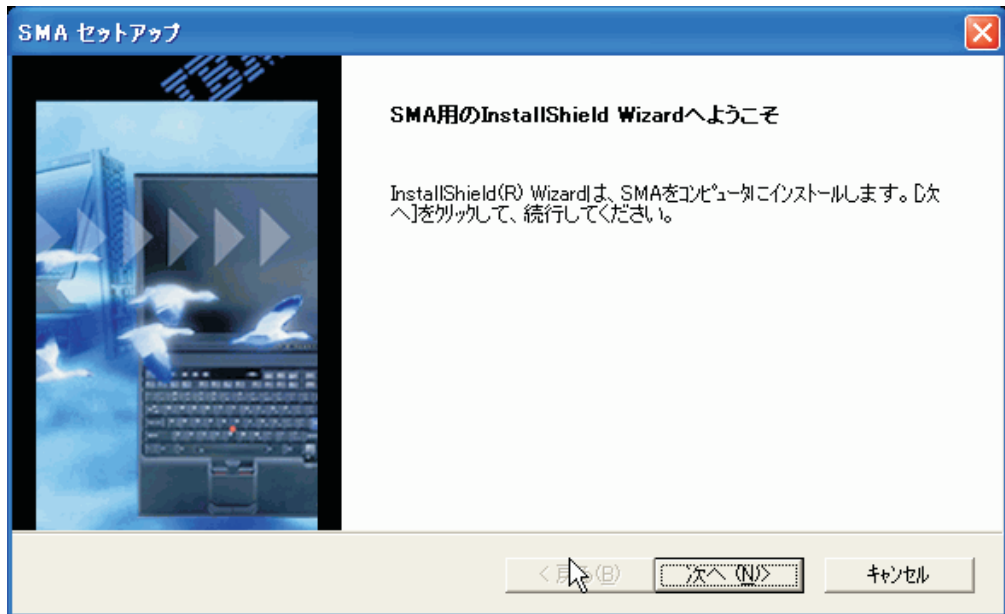 SMA セットアップ
IBM
SMA用のInstallShield Wizardへようこそ
InstallShield(R) Wizardは、SMAをコンピュータにインストールします。[次
へ]をクリックして、続行してください。
< 戻る(B)
次へ (N)>
キャンセル